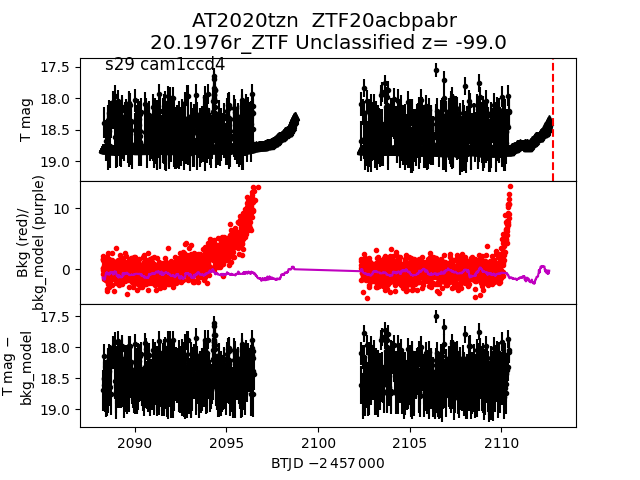 AT2020tzn  ZTF20acbpabr
20.1976r_ZTF Unclassified z= -99.0
s29 cam1ccd4
17.5
18.0
18.5
19.0
T mag
10
0
Bkg (red)/
bkg_model (purple)
17.5
18.0
18.5
19.0
T mag −
bkg_model
2090
2095
2100
2105
2110
BTJD −2 457 000